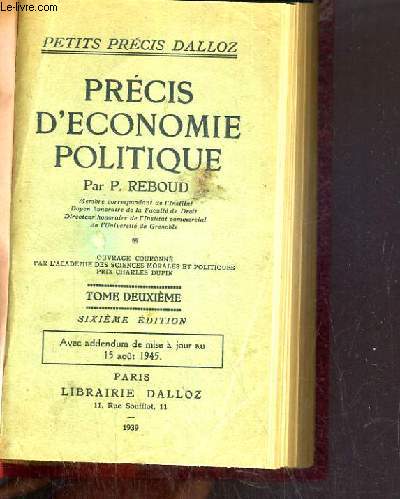 www.le-livre.com
PETITS PRÉCIS DALLOZ
PRÉCIS
D'ECONOMIE
POLITIQUE
Par P. REBOUD
Membre correspondant de l'Institut
Doyen honoraire de la Faculté de Droit
Directeur honoraire de l'Institut commercial
de l'Université de Grenoble
OUVRAGE COURONNÉ
PAR L'ACADEMIE DES SCIENCES MORALES ET POLITIQUES
PRIX CHARLES DUPIN
TOME DEUXIÈME
SIXIÈME ÉDITION
Avec addendum de mise à jour au
15 août 1945.
PARIS
LIBRAIRIE DALLOZ
11, Rue Soufflot, 11
—
1939